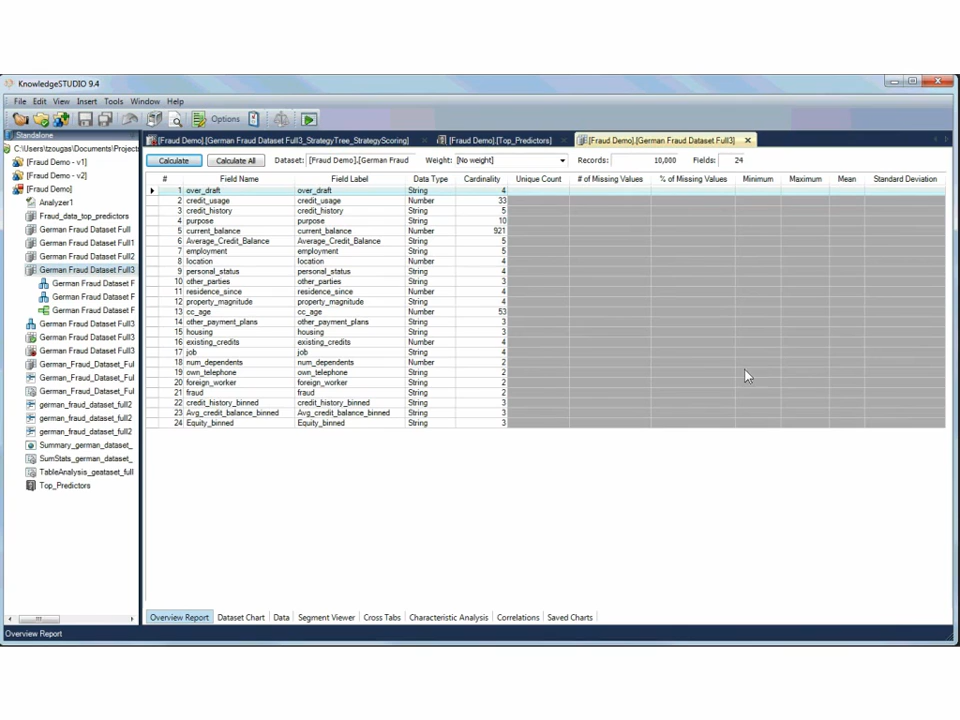 KnowledgeSTUDIO 9.4
File Edit View Insert Tools Window Help
Options
Standalone
C:\Users\tzougas\Documents\Project
[Fraud Demo - v1]
[Fraud Demo - v2]
[Fraud Demo]
Analyzer1
Fraud_data_top_predictors
German Fraud Dataset Full
German Fraud Dataset Full1
German Fraud Dataset Full2
German Fraud Dataset Full3
German Fraud Dataset F
German Fraud Dataset F
German Fraud Dataset F
German Fraud Dataset Full3
German Fraud Dataset Full3
German Fraud Dataset Full3
German_Fraud_Dataset_Ful
German_Fraud_Dataset_Ful
German_Fraud_Dataset_Ful
german_fraud_dataset_full2
german_fraud_dataset_full2
german_fraud_dataset_full2
Summary_german_dataset_
SumStats_german_dataset_
TableAnalysis_geataset_full
Top_Predictors
[Fraud Demo].[German Fraud Dataset Full3_StrategyTree_StrategyScoring] [Fraud Demo].[Top_Predictors] [Fraud Demo].[German Fraud Dataset Full3]
Calculate Calculate All Dataset: [Fraud Demo].[German Fraud Weight: [No weight] Records: 10,000 Fields: 24
# Field Name Field Label Data Type Cardinality Unique Count # of Missing Values % of Missing Values Minimum Maximum Mean Standard Deviation
1 over_draft over_draft String 4
2 credit_usage credit_usage Number 33
3 credit_history credit_history String 5
4 purpose purpose String 10
5 current_balance current_balance Number 921
6 Average_Credit_Balance Average_Credit_Balance String 5
7 employment employment String 5
8 location location Number 4
9 personal_status personal_status String 4
10 other_parties other_parties String 3
11 residence_since residence_since Number 4
12 property_magnitude property_magnitude String 4
13 cc_age cc_age Number 53
14 other_payment_plans other_payment_plans String 3
15 housing housing String 3
16 existing_credits existing_credits Number 4
17 job job String 4
18 num_dependents num_dependents Number 2
19 own_telephone own_telephone String 2
20 foreign_worker foreign_worker String 2
21 fraud fraud String 2
22 credit_history_binned credit_history_binned String 3
23 Avg_credit_balance_binned Avg_credit_balance_binned String 3
24 Equity_binned Equity_binned String 3
Overview Report Dataset Chart Data Segment Viewer Cross Tabs Characteristic Analysis Correlations Saved Charts
Overview Report